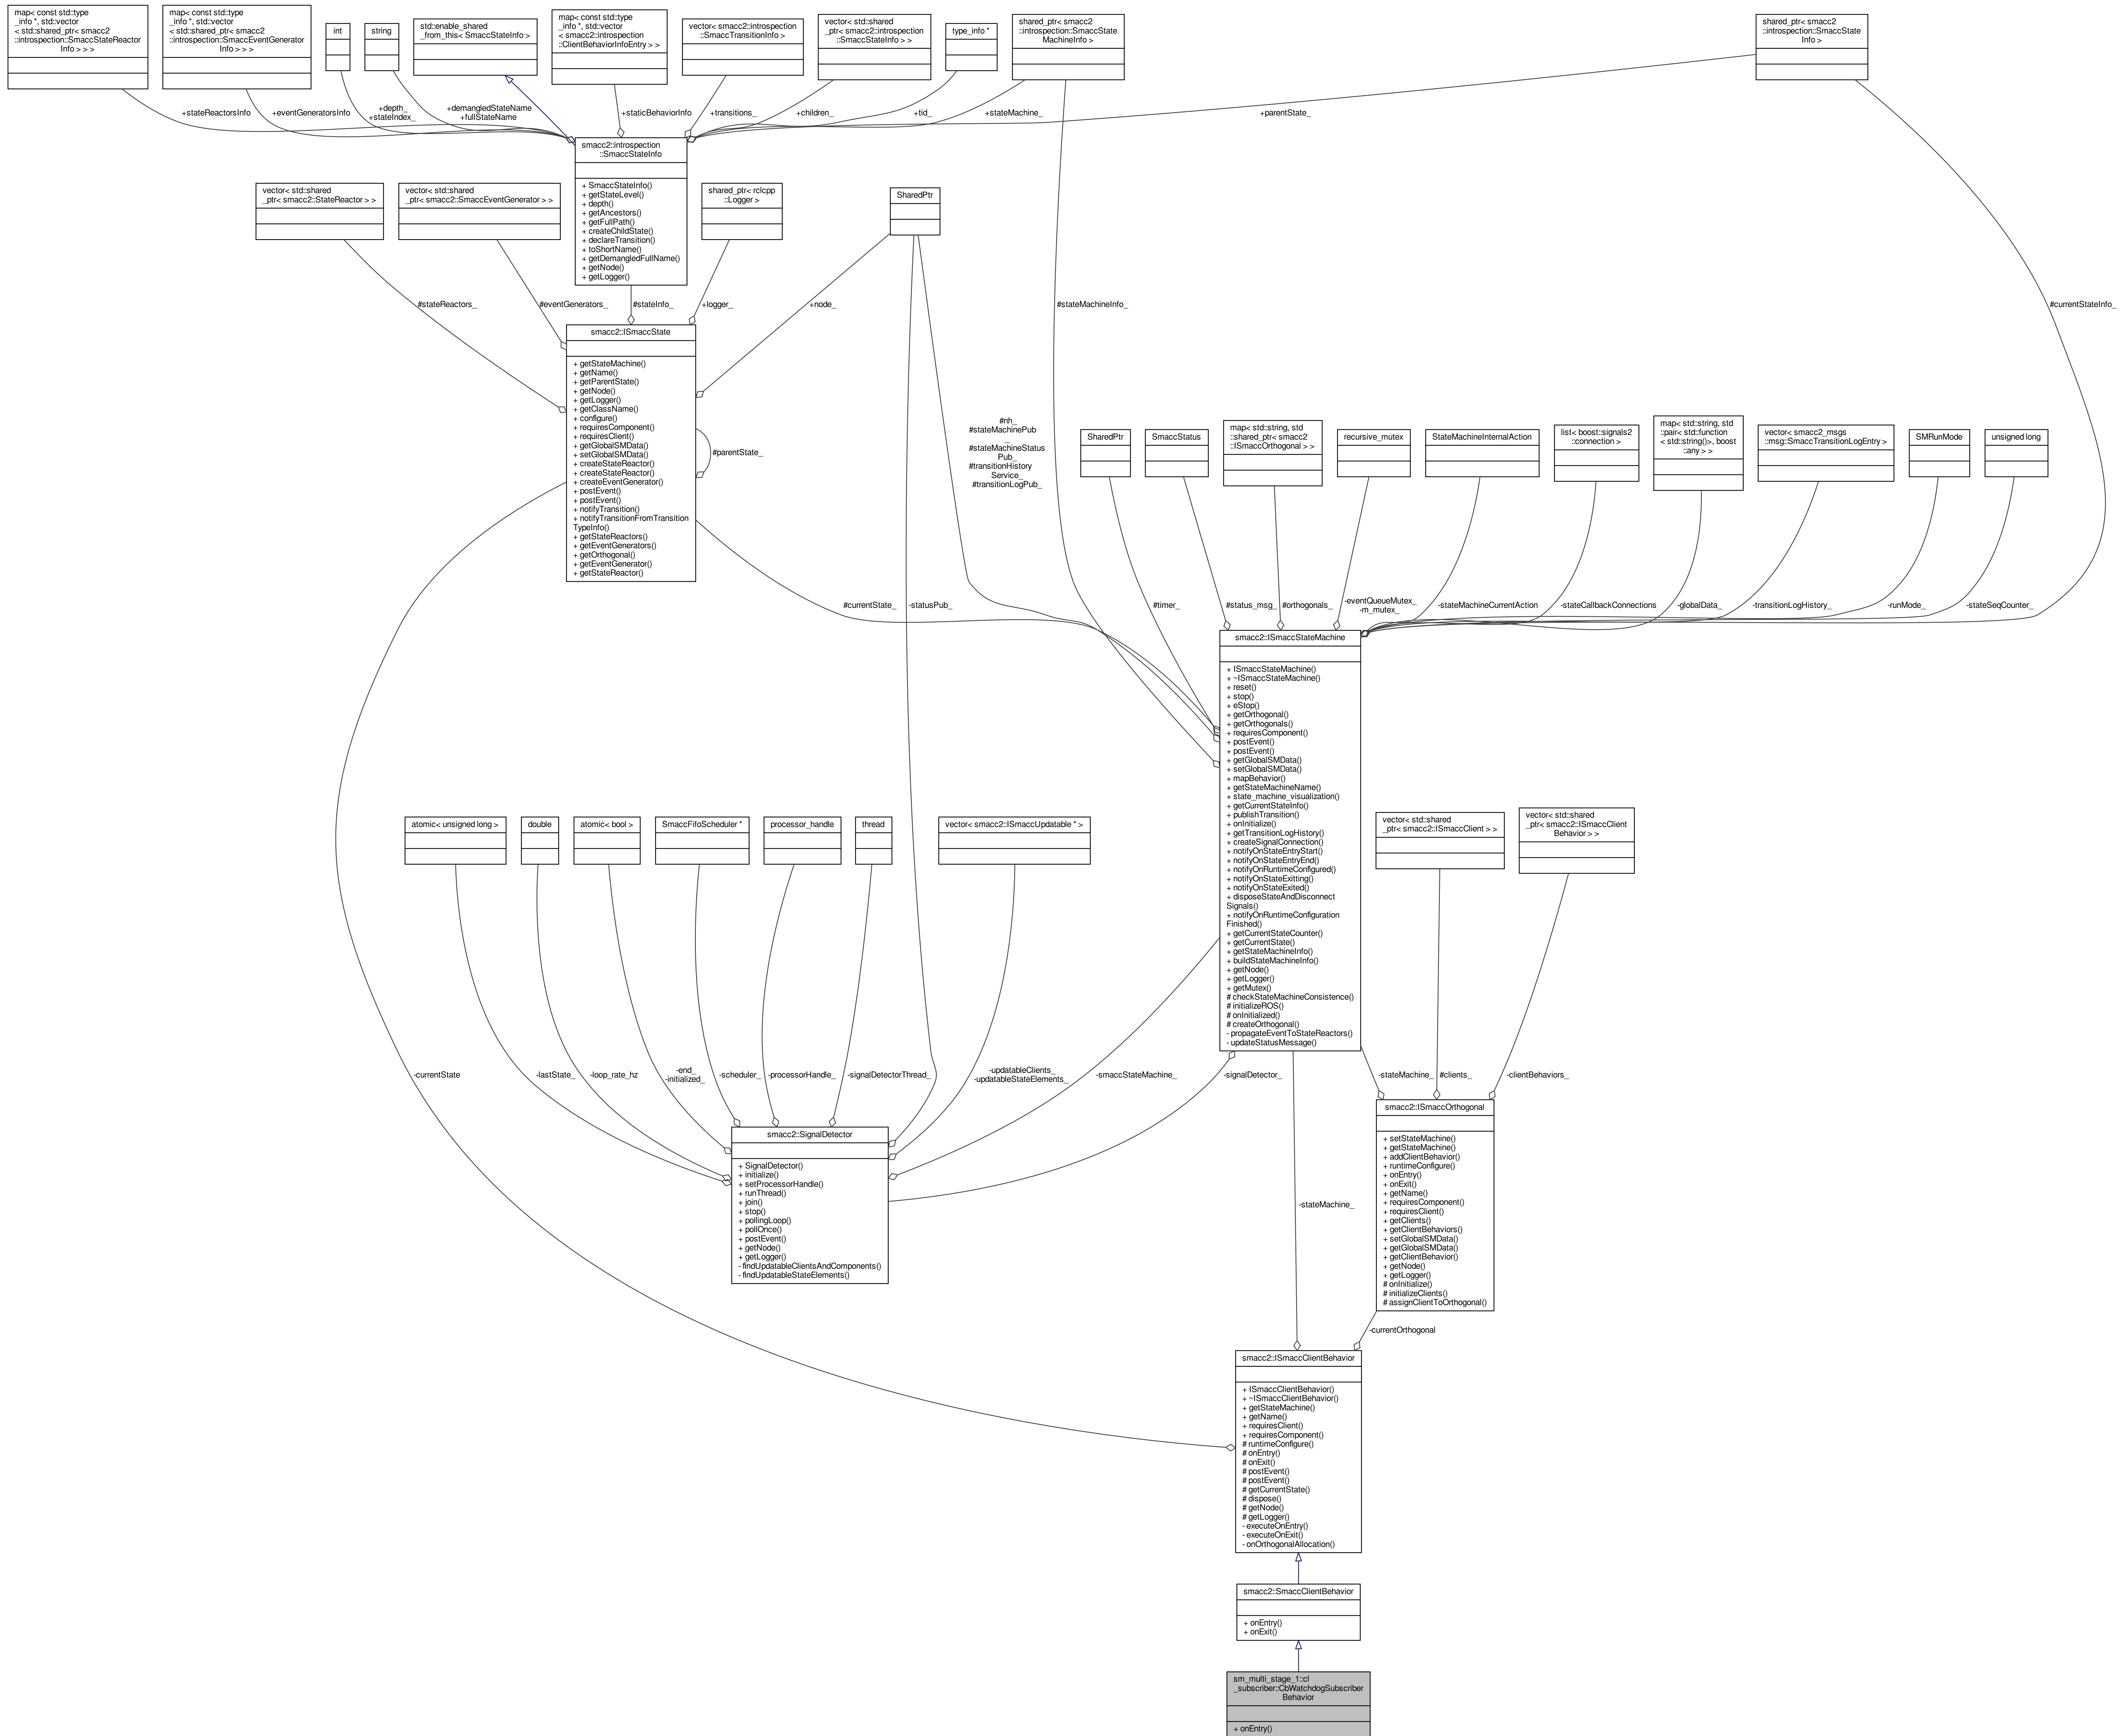 map< const std::type
_info *, std::vector
< std::shared_ptr< smacc2
::introspection::SmaccStateReactor
Info > > >
map< const std::type
_info *, std::vector
< std::shared_ptr< smacc2
::introspection::SmaccEventGenerator
Info > > >
int
string
std::enable_shared
_from_this< SmaccStateInfo >
map< const std::type
_info *, std::vector
< smacc2::introspection
::ClientBehaviorInfoEntry > >
vector< smacc2::introspection
::SmaccTransitionInfo >
vector< std::shared
_ptr< smacc2::introspection
::SmaccStateInfo > >
type_info *
shared_ptr< smacc2
::introspection::SmaccState
MachineInfo >
shared_ptr< smacc2
::introspection::SmaccState
Info >
+stateReactorsInfo
+eventGeneratorsInfo
+depth_
+stateIndex_
+demangledStateName
+fullStateName
+staticBehaviorInfo
+transitions_
+children_
+tid_
+stateMachine_
+parentState_
smacc2::introspection
::SmaccStateInfo
+ SmaccStateInfo()
+ getStateLevel()
+ depth()
+ getAncestors()
+ getFullPath()
+ createChildState()
+ declareTransition()
+ toShortName()
+ getDemangledFullName()
+ getNode()
+ getLogger()
vector< std::shared
_ptr< smacc2::StateReactor > >
vector< std::shared
_ptr< smacc2::SmaccEventGenerator > >
shared_ptr< rclcpp
::Logger >
SharedPtr
#stateReactors_
#eventGenerators_
#stateInfo_
+logger_
+node_
#stateMachineInfo_
#currentStateInfo_
smacc2::ISmaccState
+ getStateMachine()
+ getName()
+ getParentState()
+ getNode()
+ getLogger()
+ getClassName()
+ configure()
+ requiresComponent()
+ requiresClient()
+ getGlobalSMData()
+ setGlobalSMData()
+ createStateReactor()
+ createStateReactor()
+ createEventGenerator()
+ postEvent()
+ postEvent()
+ notifyTransition()
+ notifyTransitionFromTransition
TypeInfo()
+ getStateReactors()
+ getEventGenerators()
+ getOrthogonal()
+ getEventGenerator()
+ getStateReactor()
#parentState_
#nh_
#stateMachinePub
_
#stateMachineStatus
Pub_
#transitionHistory
Service_
#transitionLogPub_
SharedPtr
SmaccStatus
map< std::string, std
::shared_ptr< smacc2
::ISmaccOrthogonal > >
recursive_mutex
StateMachineInternalAction
list< boost::signals2
::connection >
map< std::string, std
::pair< std::function
< std::string()>, boost
::any > >
vector< smacc2_msgs
::msg::SmaccTransitionLogEntry >
SMRunMode
unsigned long
#currentState_
-statusPub_
#timer_
#status_msg_
#orthogonals_
-eventQueueMutex_
-m_mutex_
-stateMachineCurrentAction
-stateCallbackConnections
-globalData_
-transitionLogHistory_
-runMode_
-stateSeqCounter_
smacc2::ISmaccStateMachine
+ ISmaccStateMachine()
+ ~ISmaccStateMachine()
+ reset()
+ stop()
+ eStop()
+ getOrthogonal()
+ getOrthogonals()
+ requiresComponent()
+ postEvent()
+ postEvent()
+ getGlobalSMData()
+ setGlobalSMData()
+ mapBehavior()
+ getStateMachineName()
+ state_machine_visualization()
+ getCurrentStateInfo()
+ publishTransition()
+ onInitialize()
+ getTransitionLogHistory()
+ createSignalConnection()
+ notifyOnStateEntryStart()
+ notifyOnStateEntryEnd()
+ notifyOnRuntimeConfigured()
+ notifyOnStateExitting()
+ notifyOnStateExited()
+ disposeStateAndDisconnect
Signals()
+ notifyOnRuntimeConfiguration
Finished()
+ getCurrentStateCounter()
+ getCurrentState()
+ getStateMachineInfo()
+ buildStateMachineInfo()
+ getNode()
+ getLogger()
+ getMutex()
# checkStateMachineConsistence()
# initializeROS()
# onInitialized()
# createOrthogonal()
- propagateEventToStateReactors()
- updateStatusMessage()
atomic< unsigned long >
double
atomic< bool >
SmaccFifoScheduler *
processor_handle
thread
vector< smacc2::ISmaccUpdatable * >
vector< std::shared
_ptr< smacc2::ISmaccClient > >
vector< std::shared
_ptr< smacc2::ISmaccClient
Behavior > >
-currentState
-lastState_
-loop_rate_hz
-end_
-initialized_
-scheduler_
-processorHandle_
-signalDetectorThread_
-updatableClients_
-updatableStateElements_
-smaccStateMachine_
-signalDetector_
-stateMachine_
#clients_
-clientBehaviors_
smacc2::SignalDetector
+ SignalDetector()
+ initialize()
+ setProcessorHandle()
+ runThread()
+ join()
+ stop()
+ pollingLoop()
+ pollOnce()
+ postEvent()
+ getNode()
+ getLogger()
- findUpdatableClientsAndComponents()
- findUpdatableStateElements()
smacc2::ISmaccOrthogonal
+ setStateMachine()
+ getStateMachine()
+ addClientBehavior()
+ runtimeConfigure()
+ onEntry()
+ onExit()
+ getName()
+ requiresComponent()
+ requiresClient()
+ getClients()
+ getClientBehaviors()
+ setGlobalSMData()
+ getGlobalSMData()
+ getClientBehavior()
+ getNode()
+ getLogger()
# onInitialize()
# initializeClients()
# assignClientToOrthogonal()
-stateMachine_
-currentOrthogonal
smacc2::ISmaccClientBehavior
+ ISmaccClientBehavior()
+ ~ISmaccClientBehavior()
+ getStateMachine()
+ getName()
+ requiresClient()
+ requiresComponent()
# runtimeConfigure()
# onEntry()
# onExit()
# postEvent()
# postEvent()
# getCurrentState()
# dispose()
# getNode()
# getLogger()
- executeOnEntry()
- executeOnExit()
- onOrthogonalAllocation()
smacc2::SmaccClientBehavior
+ onEntry()
+ onExit()
sm_multi_stage_1::cl
_subscriber::CbWatchdogSubscriber
Behavior
+ onEntry()